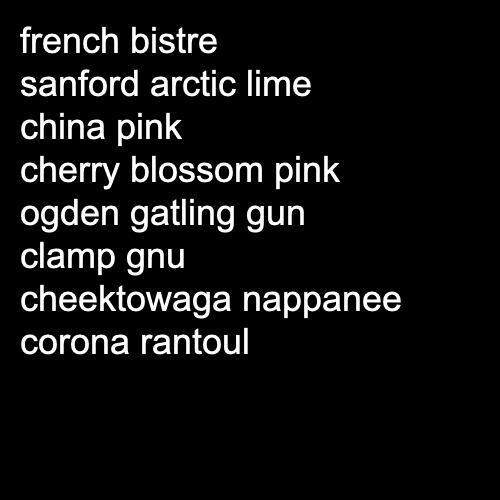 french bistre
sanford arctic lime
china pink
cherry blossom pink
ogden gatling gun
clamp gnu
cheektowaga nappanee
corona rantoul